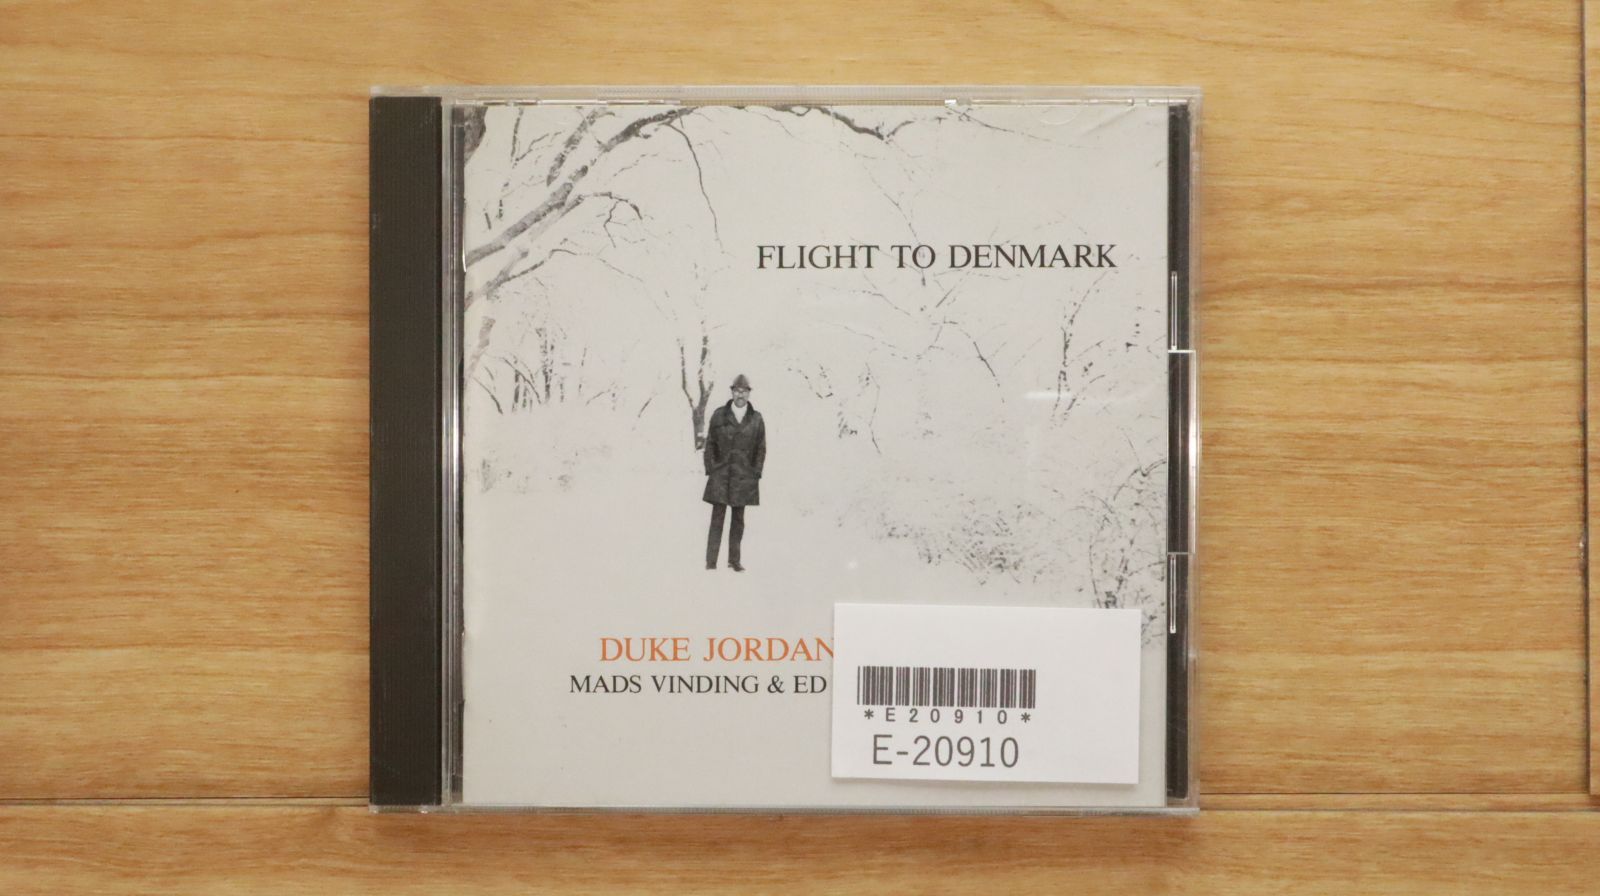 FLIGHT TO DENMARK
DUKE JORDAN
MADS VINDING & ED
*E20910*
E-20910